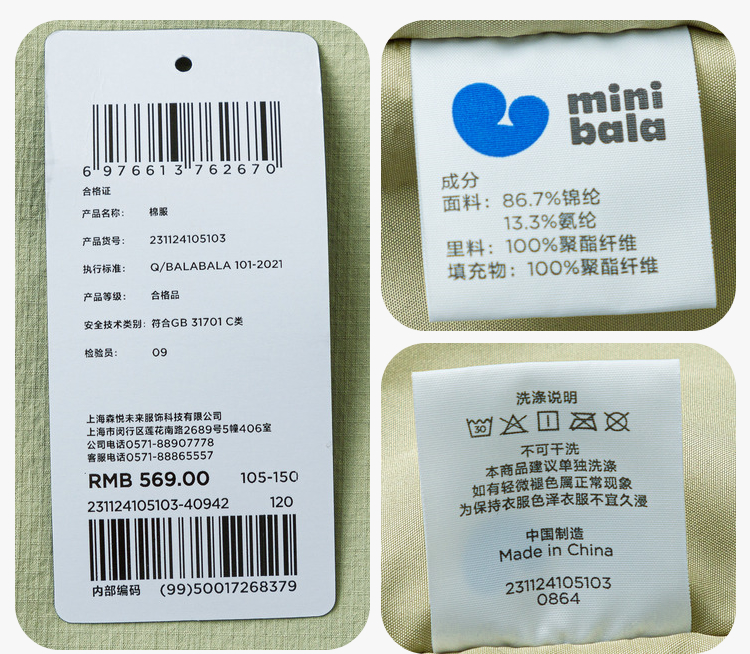 6 976613 762670
合格证
产品名称: 棉服
产品货号: 231124105103
执行标准: Q/BALABALA 101-2021
产品等级: 合格品
安全技术类别: 符合GB 31701 C类
检验员: 09
上海森悦未来服饰科技有限公司
上海市闵行区莲花南路2689号5幢406室
公司电话0571-88907778
客服电话0571-88865557
RMB 569.00 105-150
231124105103-40942 120
内部编码 (99)50017268379
mini
bala
成分
面料: 86.7%锦纶
13.3%氨纶
里料: 100%聚酯纤维
填充物: 100%聚酯纤维
洗涤说明
30
不可干洗
本商品建议单独洗涤
如有轻微褪色属正常现象
为保持衣服色泽衣服不宜久浸
中国制造
Made in China
231124105103
0864